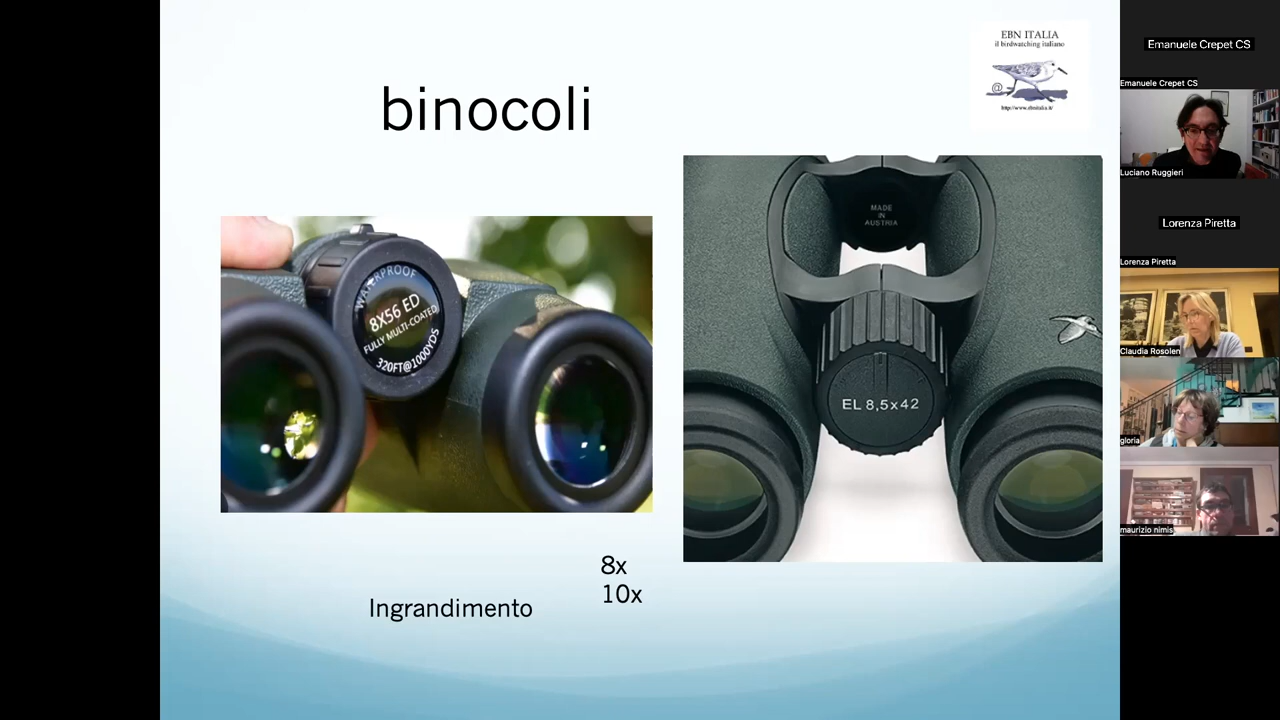 EBN ITALIA
il birdwatching italiano
@
http://www.ebnitalia.it/
binocoli
WATERPROOF
8X56 ED
FULLY MULTI-COATED
320FT@1000YDS
MADE
IN
AUSTRIA
EL 8,5x42
Ingrandimento
8x
10x
Emanuele Crepet CS
Emanuele Crepet CS
Luciano Ruggieri
Lorenza Piretta
Lorenza Piretta
Claudia Rosolen
gloria
maurizio nimis